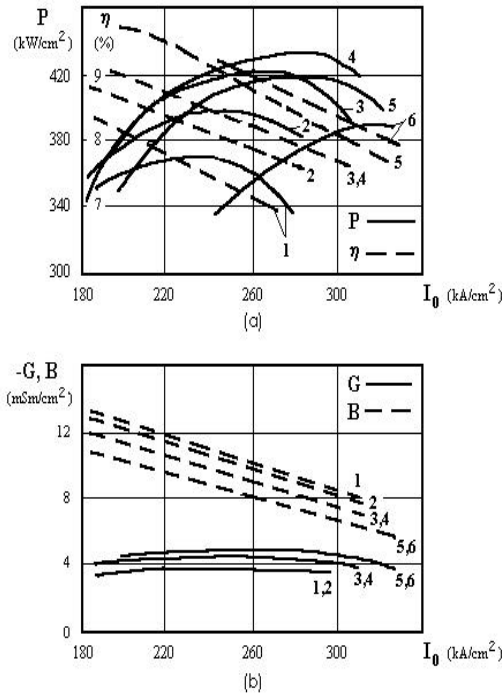 P η
(kW/cm²) (%)
420 9
380 8
340 7
300
4
5
3
6
2
5
2
3,4
1
P
η
180 220 260 300 I₀ (kA/cm²)
(a)
-G, B
(mSm/cm²)
G
B
12
8
4
0
1
2
3,4
5,6
1,2 3,4 5,6
180 220 260 300 I₀ (kA/cm²)
(b)